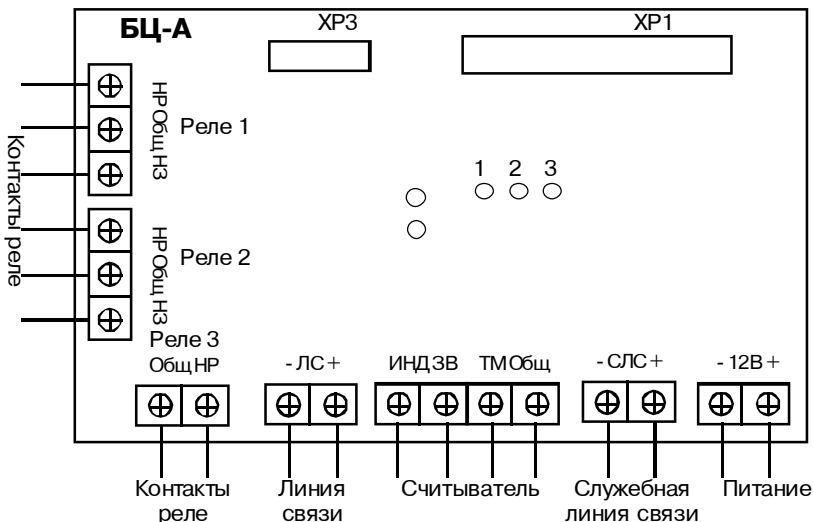 БЦ-А
XP3
XP1
НР Общ НЗ
Реле 1
Контакты реле
1 2 3
НР Общ НЗ
Реле 2
Реле 3
Общ НР
- ЛС +
ИНД ЗВ
ТМ Общ
- СЛС +
- 12В +
Контакты
реле
Линия
связи
Считыватель
Служебная
линия связи
Питание